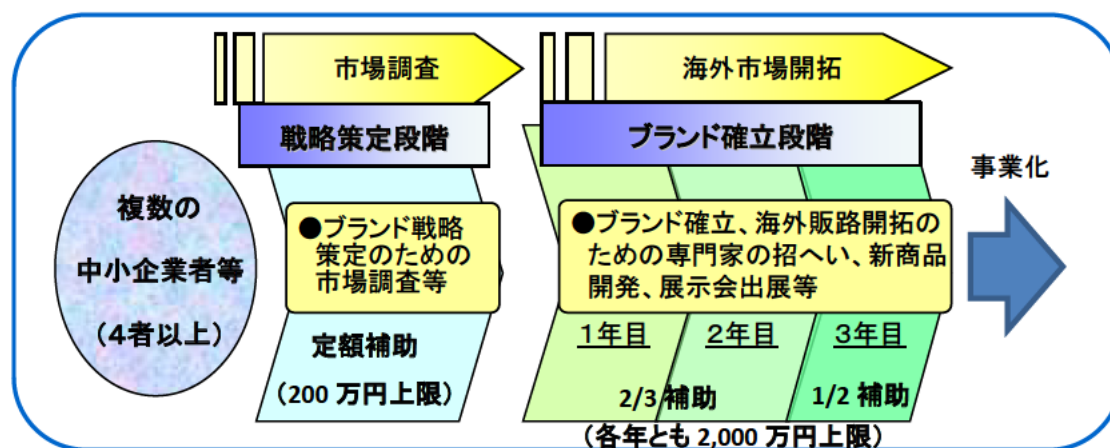 市場調査
海外市場開拓
戦略策定段階
ブランド確立段階
事業化
複数の
中小企業者等
（4者以上）
●ブランド戦略
策定のための
市場調査等
●ブランド確立、海外販路開拓の
ための専門家の招へい、新商品
開発、展示会出展等
定額補助
（200 万円上限）
1年目
2年目
3年目
2/3 補助
1/2 補助
（各年とも 2,000 万円上限）